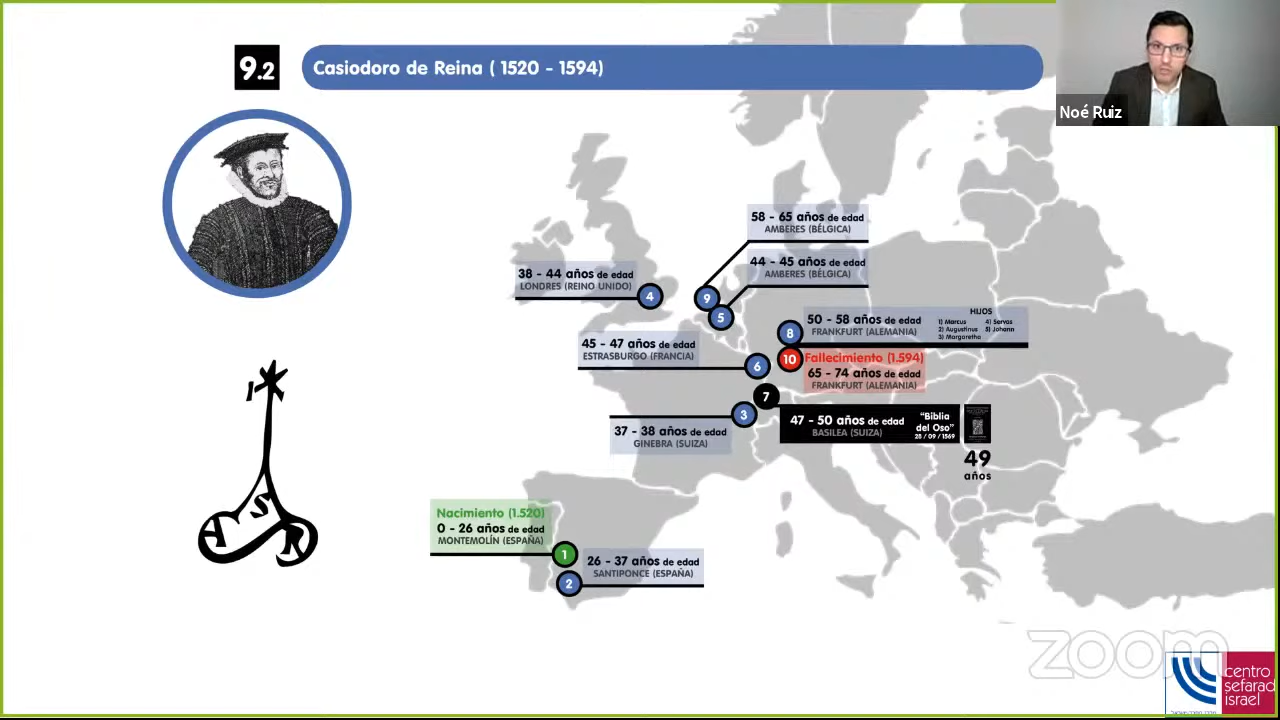 9.2
Casiodoro de Reina ( 1520 - 1594)
Noé Ruiz
58 - 65 años de edad
AMBERES (BÉLGICA)
44 - 45 años de edad
AMBERES (BÉLGICA)
38 - 44 años de edad
LONDRES (REINO UNIDO)
4
9
5
50 - 58 años de edad
FRANKFURT (ALEMANIA)
HIJOS
1) Marcus 4) Servas
2) Augustinus 5) Johann
3) Margaretha
8
45 - 47 años de edad
ESTRASBURGO (FRANCIA)
6
10
Fallecimiento (1.594)
65 - 74 años de edad
FRANKFURT (ALEMANIA)
7
47 - 50 años de edad
BASILEA (SUIZA)
"Biblia
del Oso"
28 / 09 / 1569
49
años
3
37 - 38 años de edad
GINEBRA (SUIZA)
Nacimiento (1.520)
0 - 26 años de edad
MONTEMOLÍN (ESPAÑA)
1
26 - 37 años de edad
SANTIPONCE (ESPAÑA)
2
S
R
zoom
centro
sefarad
israel